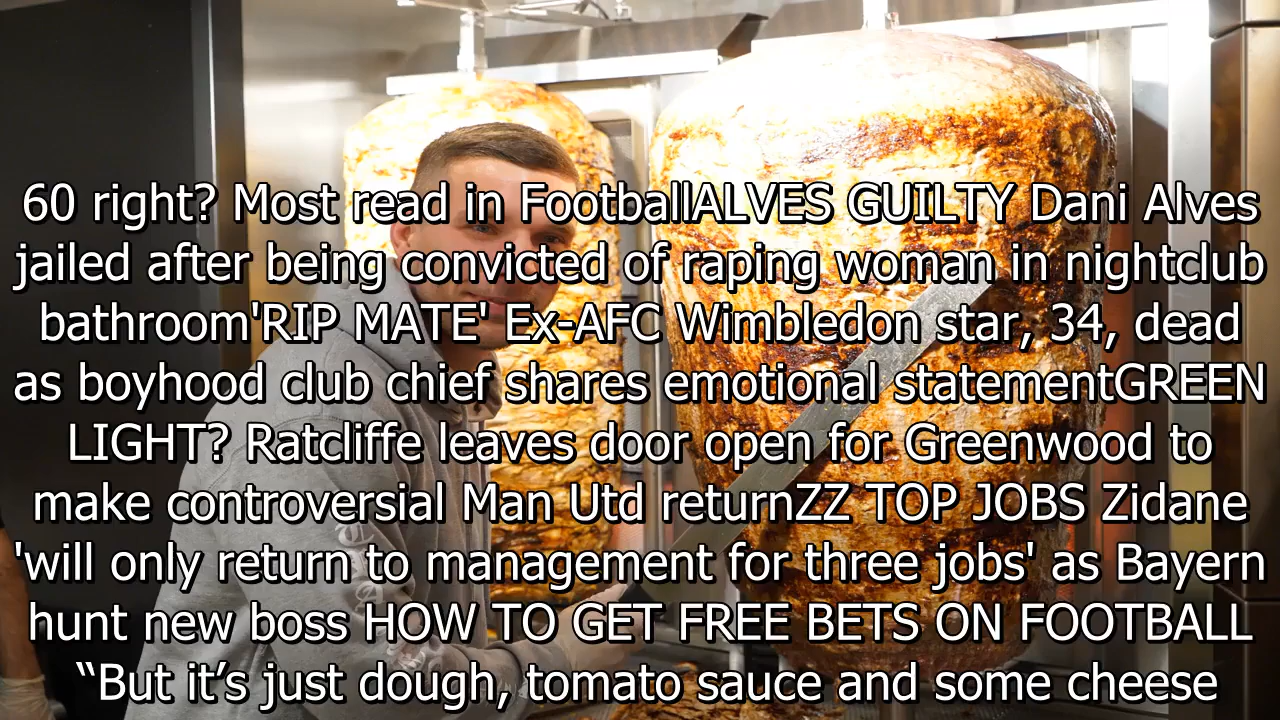 60 right? Most read in FootballALVES GUILTY Dani Alves
jailed after being convicted of raping woman in nightclub
bathroom'RIP MATE' Ex-AFC Wimbledon star, 34, dead
as boyhood club chief shares emotional statementGREEN
LIGHT? Ratcliffe leaves door open for Greenwood to
make controversial Man Utd returnZZ TOP JOBS Zidane
'will only return to management for three jobs' as Bayern
hunt new boss HOW TO GET FREE BETS ON FOOTBALL
“But it’s just dough, tomato sauce and some cheese